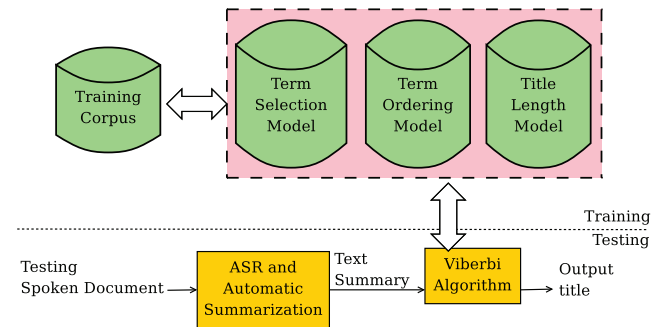 Training
Corpus
Term
Selection
Model
Term
Ordering
Model
Title
Length
Model
Training
Testing
Testing
Spoken Document
ASR and
Automatic
Summarization
Text
Summary
Viberbi
Algorithm
Output
title